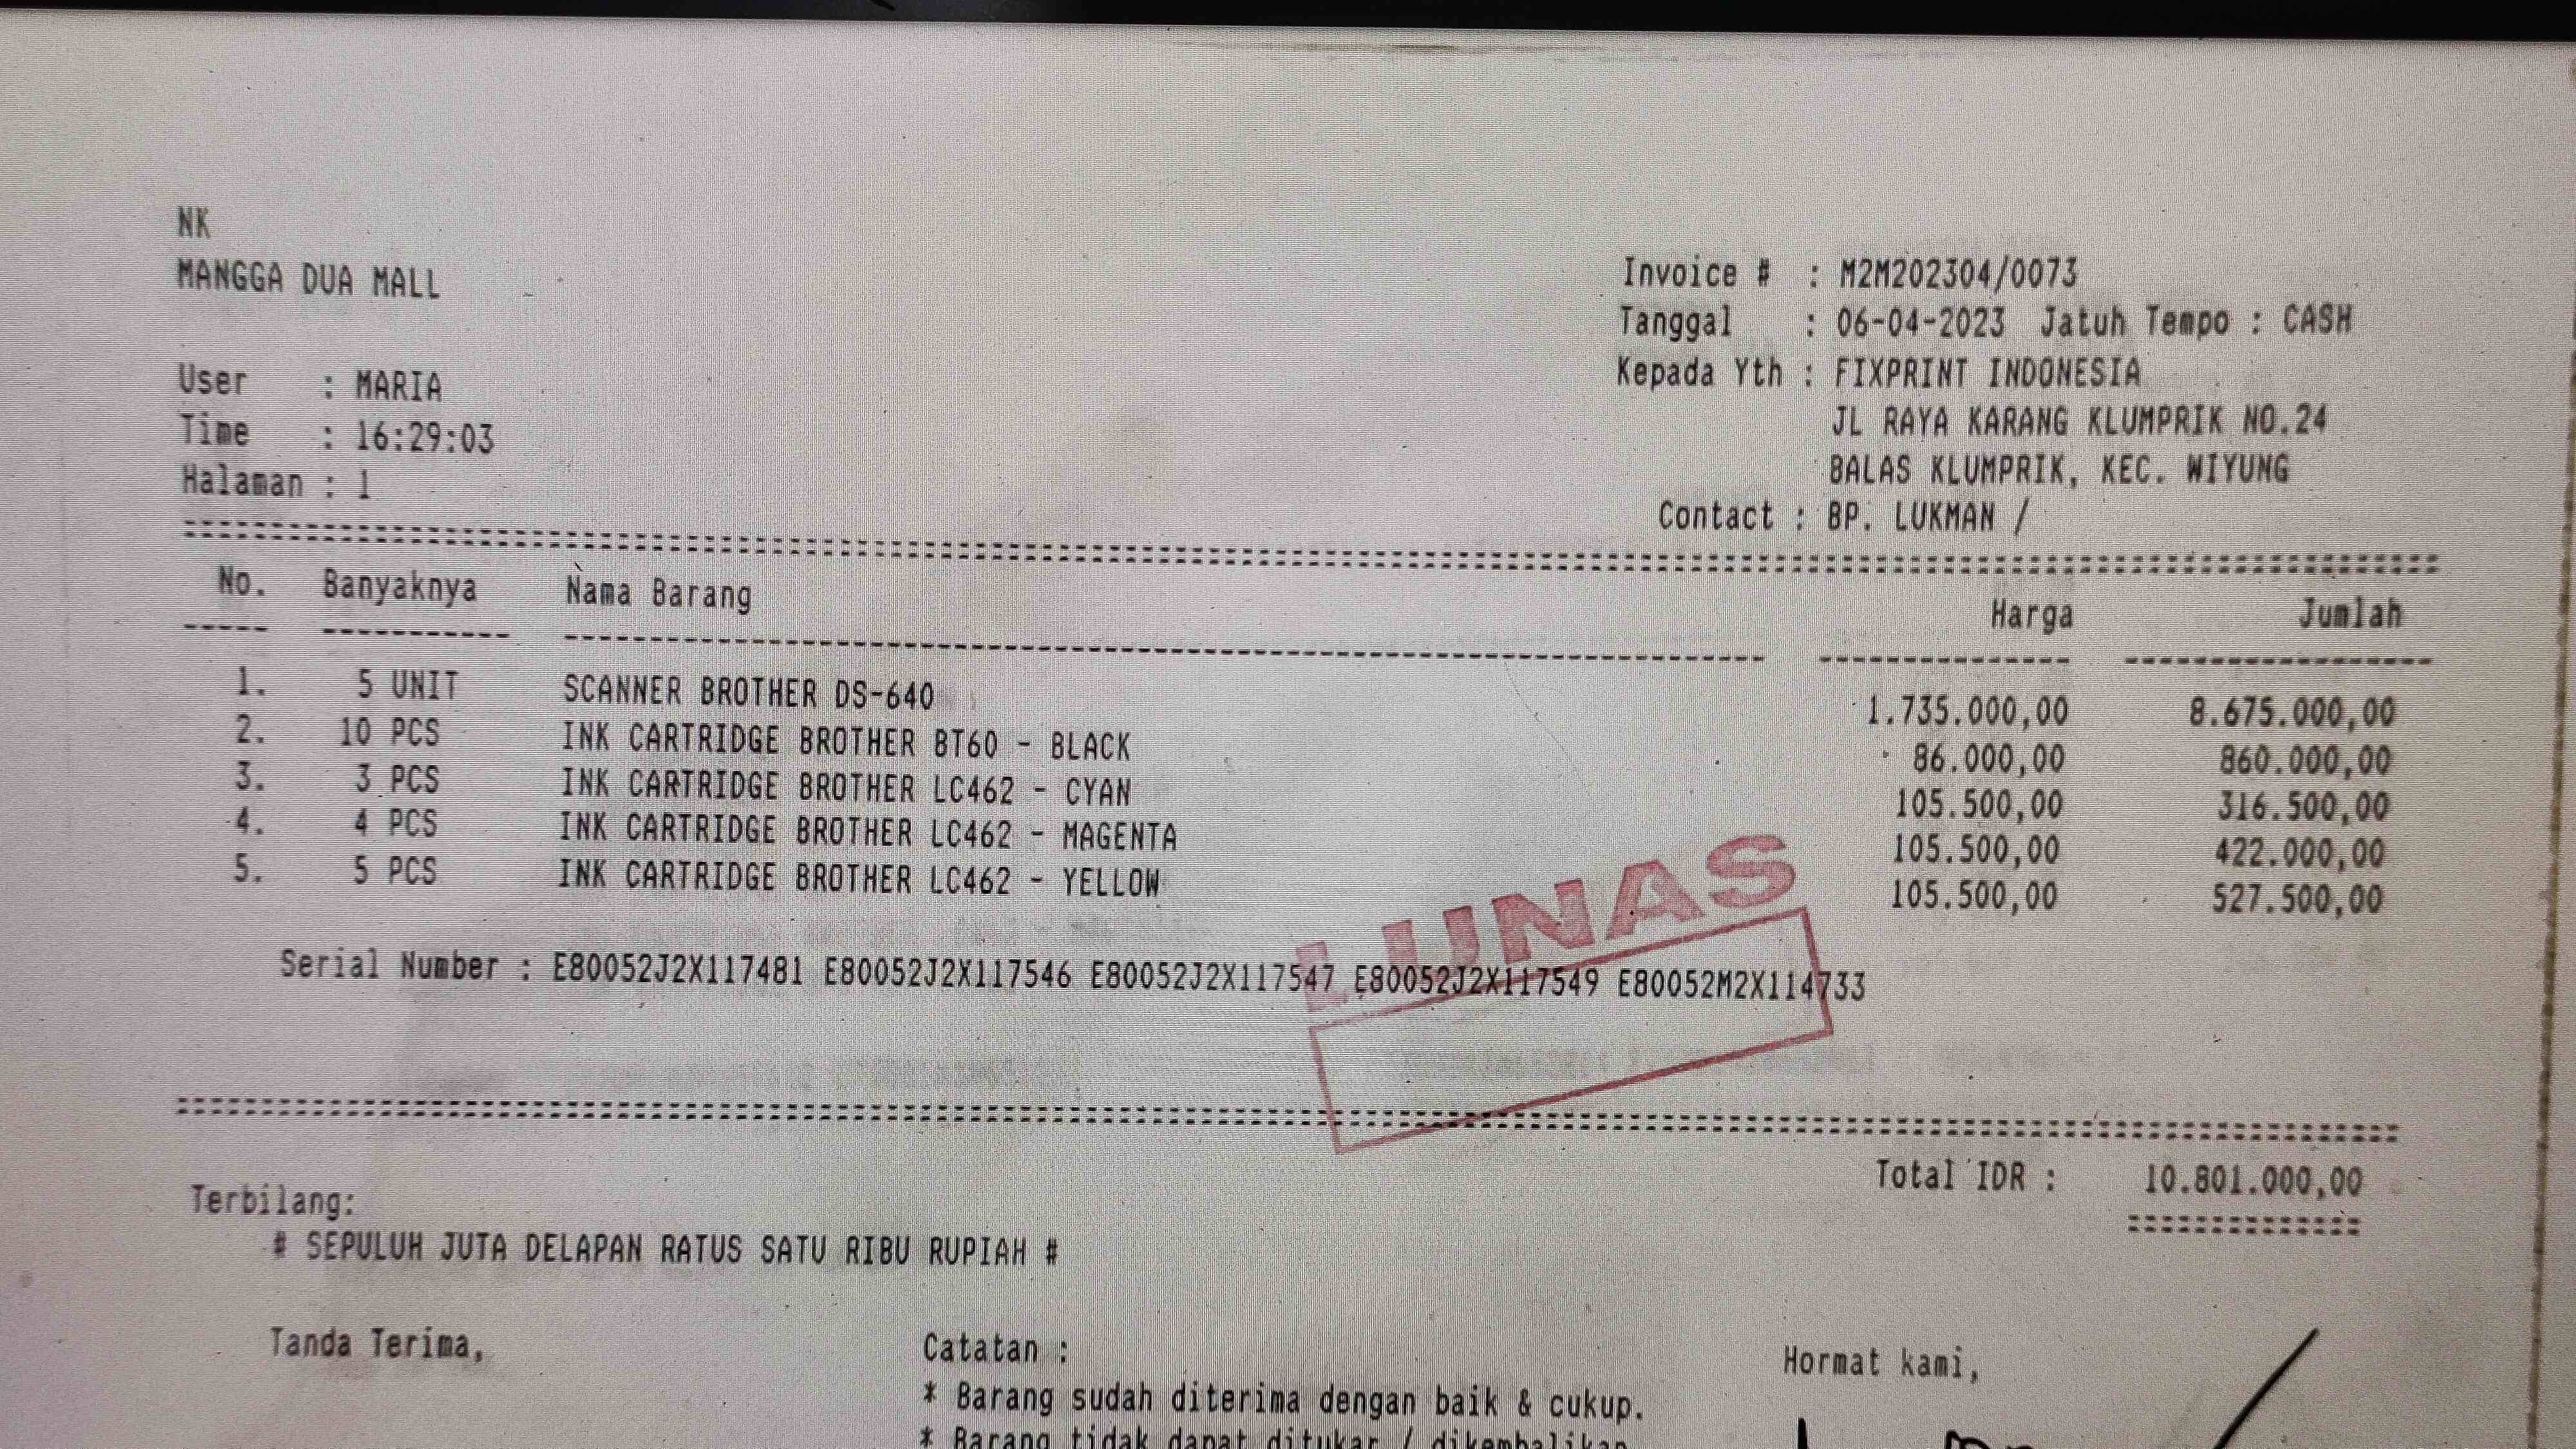 NK
MANGGA DUA MALL
Invoice # : M2M202304/0073
Tanggal : 06-04-2023 Jatuh Tempo : CASH
Kepada Yth : FIXPRINT INDONESIA
JL RAYA KARANG KLUMPRIK NO.24
BALAS KLUMPRIK, KEC. WIYUNG
Contact : BP. LUKMAN /
User : MARIA
Time : 16:29:03
Halaman : 1
No. Banyaknya Nama Barang Harga Jumlah
1. 5 UNIT SCANNER BROTHER DS-640 1.735.000,00 8.675.000,00
2. 10 PCS INK CARTRIDGE BROTHER BT60 - BLACK 86.000,00 860.000,00
3. 3 PCS INK CARTRIDGE BROTHER LC462 - CYAN 105.500,00 316.500,00
4. 4 PCS INK CARTRIDGE BROTHER LC462 - MAGENTA 105.500,00 422.000,00
5. 5 PCS INK CARTRIDGE BROTHER LC462 - YELLOW 105.500,00 527.500,00
LUNAS
Serial Number : E80052J2X117481 E80052J2X117546 E80052J2X117547 E80052J2X117549 E80052M2X114733
Total IDR : 10.801.000,00
Terbilang:
# SEPULUH JUTA DELAPAN RATUS SATU RIBU RUPIAH #
Tanda Terima,
Catatan :
Hormat kami,
* Barang sudah diterima dengan baik & cukup.
* Barang tidak dapat ditukar / dikembalikan